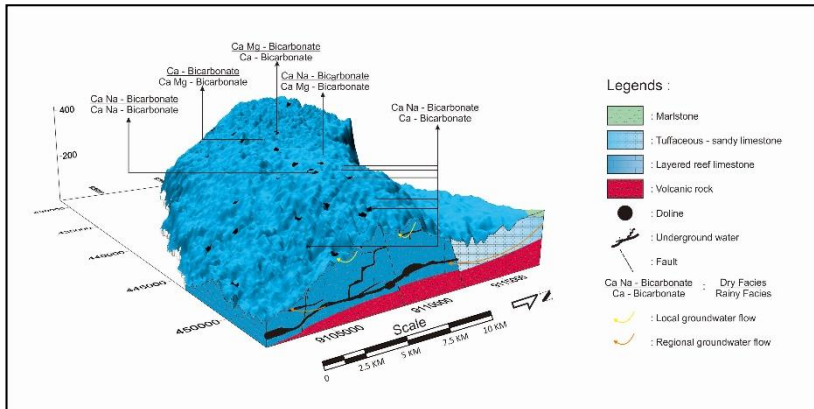 Ca Mg - Bicarbonate
Ca - Bicarbonate
Ca - Bicarbonate
Ca Mg - Bicarbonate
Ca Na - Bicarbonate
Ca Mg - Bicarbonate
Ca Na - Bicarbonate
Ca Na - Bicarbonate
Ca Na - Bicarbonate
Ca - Bicarbonate
400
200
445000
450000
9105000
9110000
Scale
0
2.5 KM
5 KM
7.5 KM
10 KM
Legends :
: Marlstone
: Tuffaceous - sandy limestone
: Layered reef limestone
: Volcanic rock
: Doline
: Underground water
: Fault
Ca Na - Bicarbonate : Dry Facies
Ca - Bicarbonate Rainy Facies
: Local groundwater flow
: Regional groundwater flow